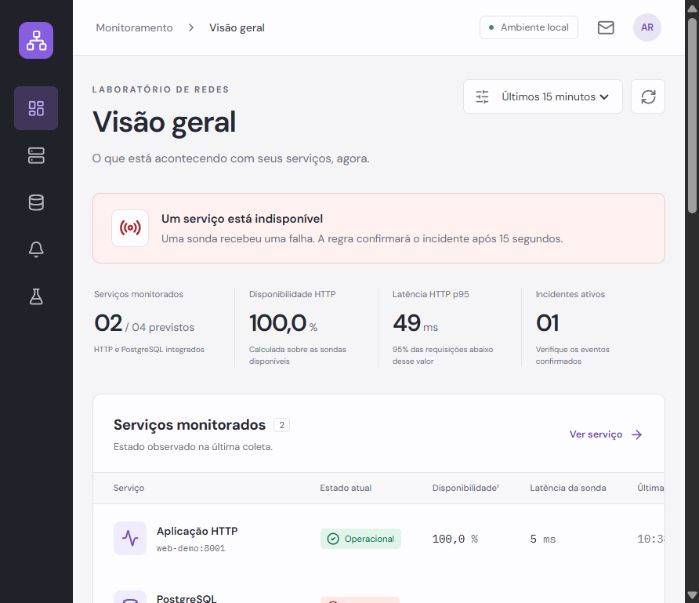 Monitoramento > Visão geral
Ambiente local
AR
LABORATÓRIO DE REDES
Visão geral
O que está acontecendo com seus serviços, agora.
Últimos 15 minutos
Um serviço está indisponível
Uma sonda recebeu uma falha. A regra confirmará o incidente após 15 segundos.
Serviços monitorados
02 / 04 previstos
HTTP e PostgreSQL integrados
Disponibilidade HTTP
100,0 %
Calculada sobre as sondas
disponíveis
Latência HTTP p95
49 ms
95% das requisições abaixo
desse valor
Incidentes ativos
01
Verifique os eventos
confirmados
Serviços monitorados 2
Estado observado na última coleta.
Ver serviço
Serviço Estado atual Disponibilidade¹ Latência da sonda Última
Aplicação HTTP
web-demo:8001
Operacional
100,0 %
5 ms
10:3
PostgreSQL